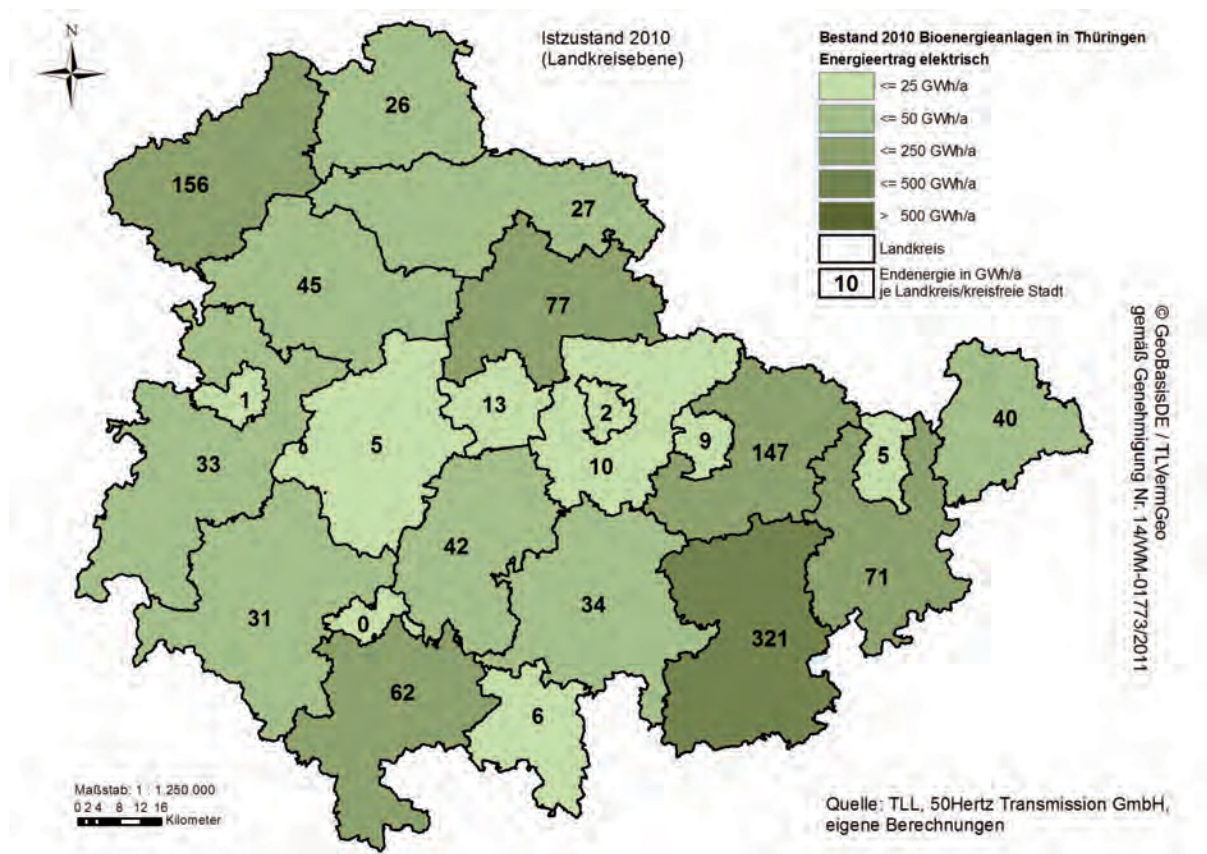 N
Istzustand 2010
(Landkreisebene)
Bestand 2010 Bioenergieanlagen in Thüringen
Energieertrag elektrisch
<= 25 GWh/a
<= 50 GWh/a
<= 250 GWh/a
<= 500 GWh/a
> 500 GWh/a
Landkreis
10 Endenergie in GWh/a
je Landkreis/kreisfreie Stadt
26
156
27
45
77
1
13
2
5
9
40
33
10
147
5
42
71
31
34
0
321
62
6
© GeoBasisDE / TLVermGeo
gemäß Genehmigung Nr. 14/WM-01773/2011
Maßstab: 1 : 1.250.000
0 2 4 8 12 16
Kilometer
Quelle: TLL, 50Hertz Transmission GmbH,
eigene Berechnungen